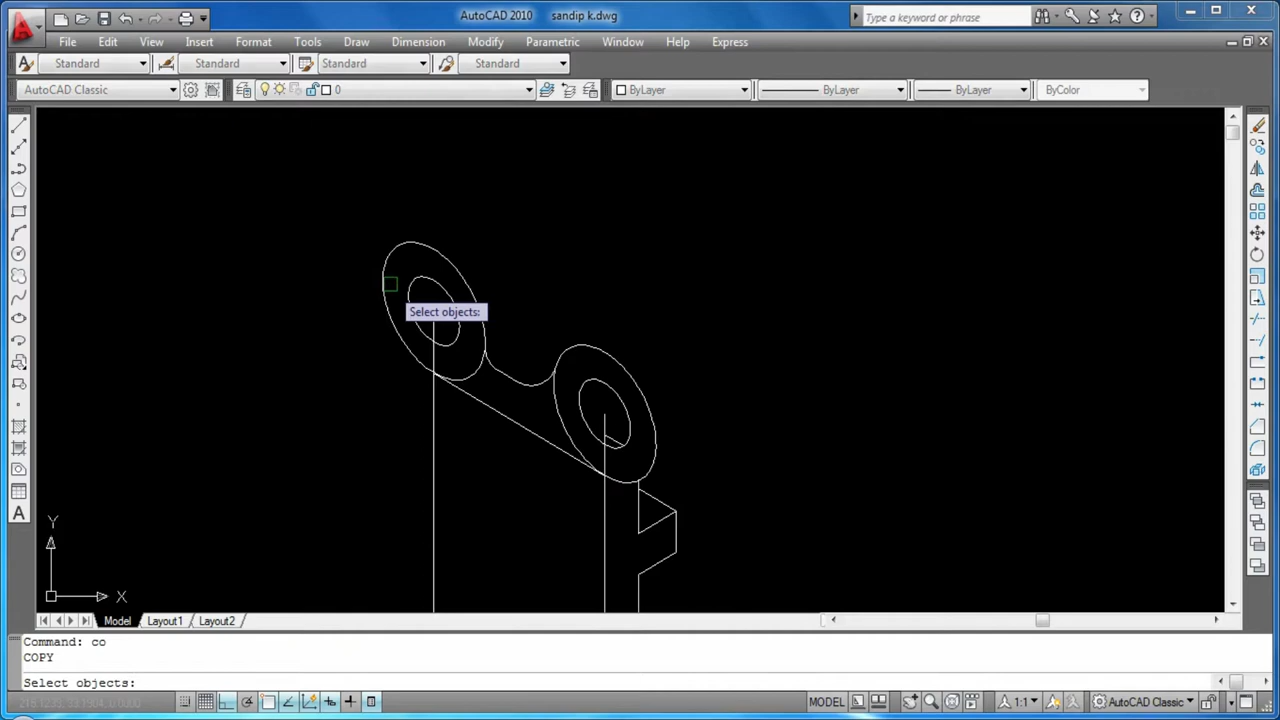 AutoCAD 2010 sandip k.dwg
Type a keyword or phrase
File Edit View Insert Format Tools Draw Dimension Modify Parametric Window Help Express
Standard Standard Standard Standard
AutoCAD Classic 0 ByLayer ByLayer ByLayer ByColor
Select objects:
Y
X
Model Layout1 Layout2
Command: co
COPY
Select objects:
MODEL 1:1 AutoCAD Classic
A